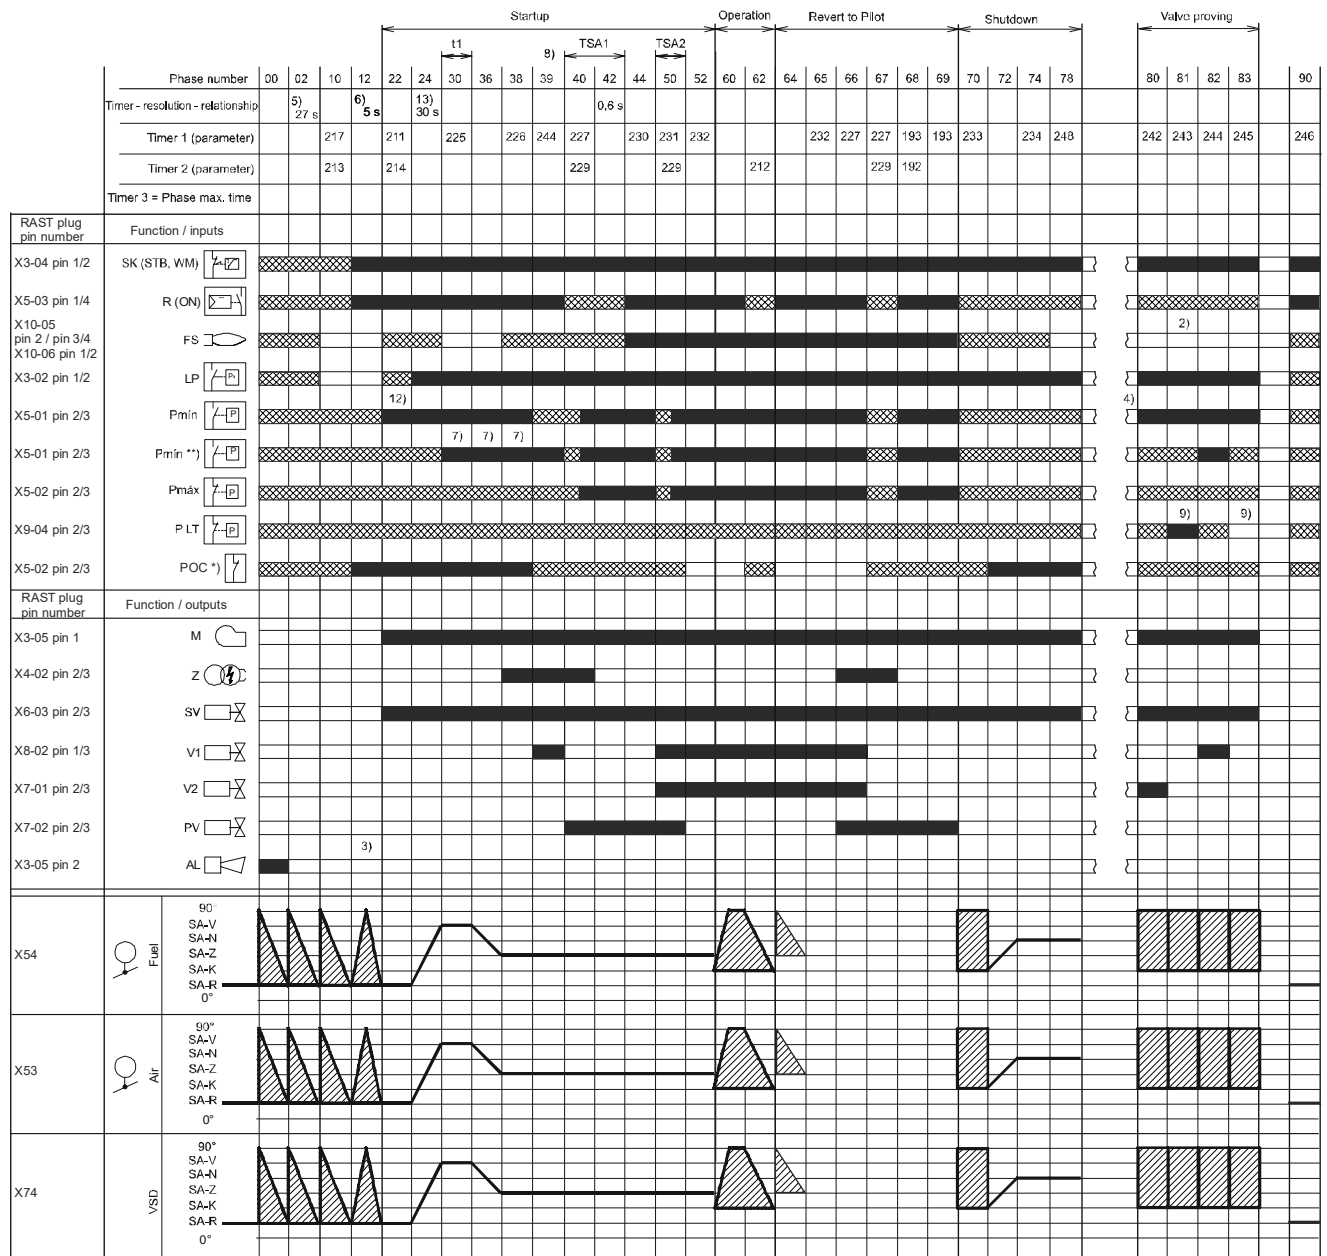 Startup Operation Revert to Pilot Shutdown Valve proving
t1 8) TSA1 TSA2
Phase number 00 02 10 12 22 24 30 36 38 39 40 42 44 50 52 60 62 64 65 66 67 68 69 70 72 74 78 80 81 82 83 90
Timer - resolution - relationship 5) 27 s 6) 5 s 13) 30 s 0,6 s
Timer 1 (parameter) 217 211 225 226 244 227 230 231 232 232 227 227 193 193 233 234 248 242 243 244 245 246
Timer 2 (parameter) 213 214 229 229 212 229 192
Timer 3 = Phase max. time
RAST plug
pin number
Function / inputs
X3-04 pin 1/2 SK (STB, WM)
X5-03 pin 1/4 R (ON)
2)
X10-05
pin 2 / pin 3/4
X10-06 pin 1/2
FS
X3-02 pin 1/2 LP P
12) 4)
X5-01 pin 2/3 Pmín P
7) 7) 7)
X5-01 pin 2/3 Pmín **) P
X5-02 pin 2/3 Pmáx P
9) 9)
X9-04 pin 2/3 P LT P
X5-02 pin 2/3 POC *)
RAST plug
pin number
Function / outputs
X3-05 pin 1 M
X4-02 pin 2/3 Z
X6-03 pin 2/3 SV
X8-02 pin 1/3 V1
X7-01 pin 2/3 V2
X7-02 pin 2/3 PV
3)
X3-05 pin 2 AL
X54
Fuel
90°
SA-V
SA-N
SA-Z
SA-K
SA-R
0°
X53
Air
90°
SA-V
SA-N
SA-Z
SA-K
SA-R
0°
X74
VSD
90°
SA-V
SA-N
SA-Z
SA-K
SA-R
0°